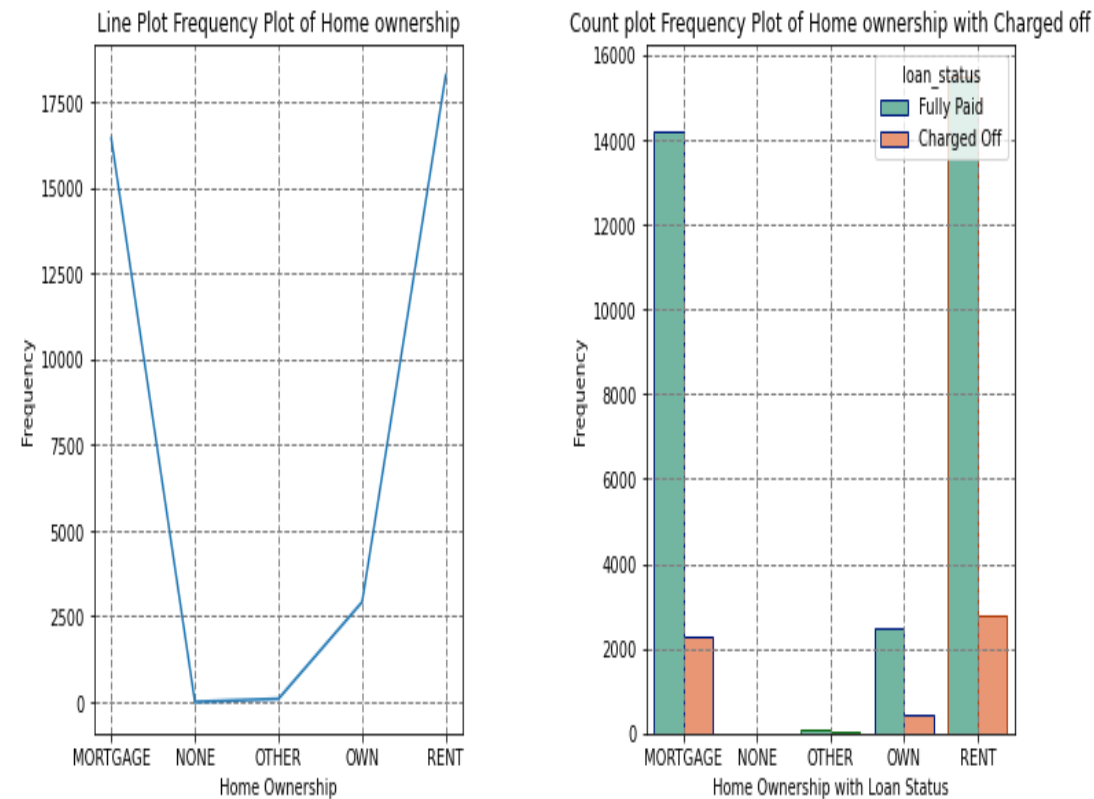 Line Plot Frequency Plot of Home ownership
Frequency
17500
15000
12500
10000
7500
5000
2500
0
MORTGAGE NONE OTHER OWN RENT
Home Ownership
Count plot Frequency Plot of Home ownership with Charged off
loan_status
Fully Paid
Charged Off
Frequency
16000
14000
12000
10000
8000
6000
4000
2000
0
MORTGAGE NONE OTHER OWN RENT
Home Ownership with Loan Status